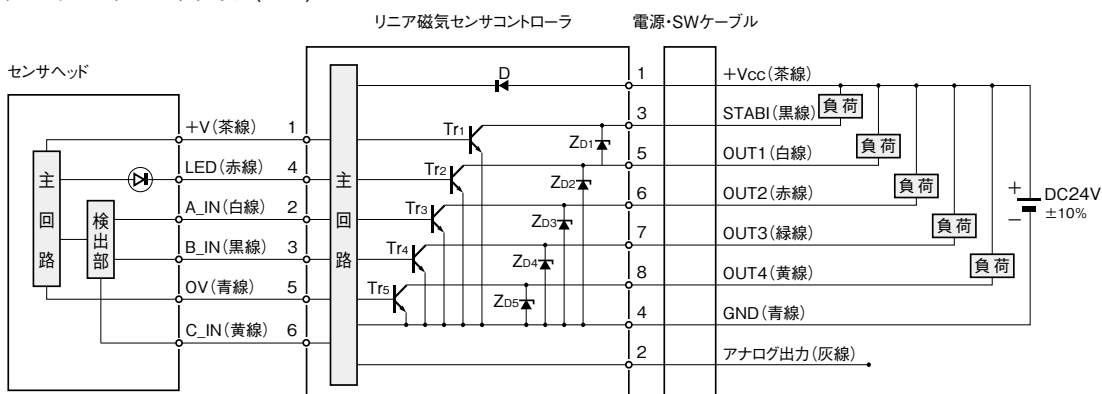 リニア磁気センサコントローラ
電源・SWケーブル
センサヘッド
主回路
検出部
+V(茶線) 1
LED(赤線) 4
A_IN(白線) 2
B_IN(黒線) 3
OV(青線) 5
C_IN(黄線) 6
主回路
D
Tr1
Tr2
Tr3
Tr4
Tr5
ZD1
ZD2
ZD3
ZD4
ZD5
1 +Vcc(茶線)
3 STABI(黒線) 負荷
5 OUT1(白線) 負荷
6 OUT2(赤線) 負荷
7 OUT3(緑線) 負荷
8 OUT4(黄線) 負荷
4 GND(青線)
2 アナログ出力(灰線)
+
−
DC24V
±10%